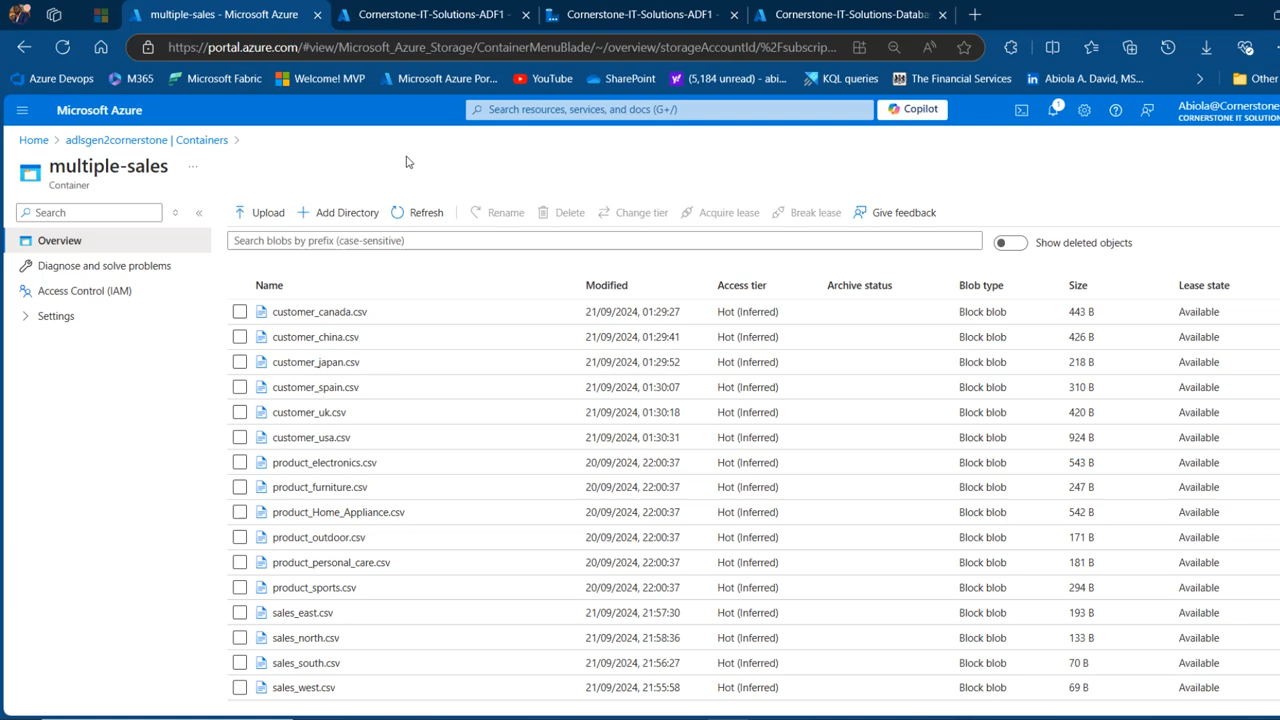 multiple-sales - Microsoft Azure
Cornerstone-IT-Solutions-ADF1 -
Cornerstone-IT-Solutions-ADF1 -
Cornerstone-IT-Solutions-Databa
https://portal.azure.com/#view/Microsoft_Azure_Storage/ContainerMenuBlade/~/overview/storageAccountId/%2Fsubscrip...
Azure Devops
M365
Microsoft Fabric
Welcome! MVP
Microsoft Azure Por...
YouTube
SharePoint
(5,184 unread) - abi...
KQL queries
The Financial Services
Abiola A. David, MS...
Other
Microsoft Azure
Search resources, services, and docs (G+/)
Copilot
1
Abiola@Cornerstone
CORNERSTONE IT SOLUTION
Home > adlsgen2cornerstone | Containers >
multiple-sales ...
Container
Search
Upload Add Directory Refresh Rename Delete Change tier Acquire lease Break lease Give feedback
Overview
Diagnose and solve problems
Access Control (IAM)
Settings
Search blobs by prefix (case-sensitive)
Show deleted objects
Name Modified Access tier Archive status Blob type Size Lease state
customer_canada.csv 21/09/2024, 01:29:27 Hot (Inferred) Block blob 443 B Available
customer_china.csv 21/09/2024, 01:29:41 Hot (Inferred) Block blob 426 B Available
customer_japan.csv 21/09/2024, 01:29:52 Hot (Inferred) Block blob 218 B Available
customer_spain.csv 21/09/2024, 01:30:07 Hot (Inferred) Block blob 310 B Available
customer_uk.csv 21/09/2024, 01:30:18 Hot (Inferred) Block blob 420 B Available
customer_usa.csv 21/09/2024, 01:30:31 Hot (Inferred) Block blob 924 B Available
product_electronics.csv 20/09/2024, 22:00:37 Hot (Inferred) Block blob 543 B Available
product_furniture.csv 20/09/2024, 22:00:37 Hot (Inferred) Block blob 247 B Available
product_Home_Appliance.csv 20/09/2024, 22:00:37 Hot (Inferred) Block blob 542 B Available
product_outdoor.csv 20/09/2024, 22:00:37 Hot (Inferred) Block blob 171 B Available
product_personal_care.csv 20/09/2024, 22:00:37 Hot (Inferred) Block blob 181 B Available
product_sports.csv 20/09/2024, 22:00:37 Hot (Inferred) Block blob 294 B Available
sales_east.csv 21/09/2024, 21:57:30 Hot (Inferred) Block blob 193 B Available
sales_north.csv 21/09/2024, 21:58:36 Hot (Inferred) Block blob 133 B Available
sales_south.csv 21/09/2024, 21:56:27 Hot (Inferred) Block blob 70 B Available
sales_west.csv 21/09/2024, 21:55:58 Hot (Inferred) Block blob 69 B Available